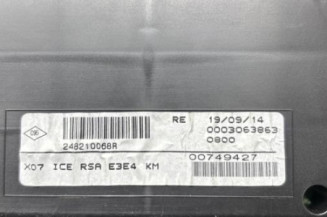 RE 19/09/14
0003063863
248210068R 0800
X07 ICE RSA E3E4 KM 00749427